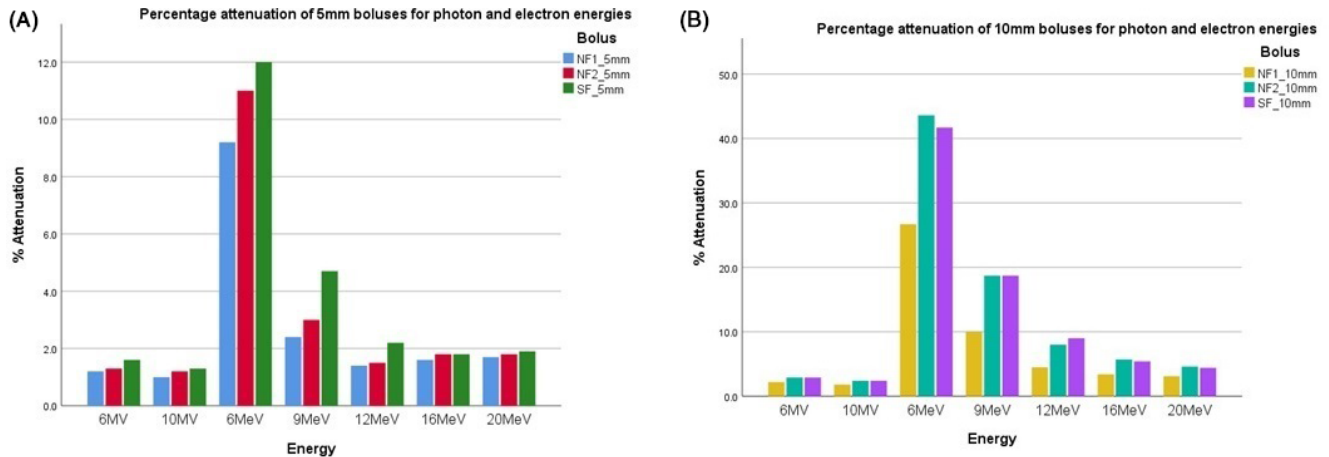 (A)
Percentage attenuation of 5mm boluses for photon and electron energies
Bolus
NF1_5mm
NF2_5mm
SF_5mm
12.0
10.0
8.0
6.0
4.0
2.0
0.0
% Attenuation
6MV 10MV 6MeV 9MeV 12MeV 16MeV 20MeV
Energy
(B)
Percentage attenuation of 10mm boluses for photon and electron energies
Bolus
NF1_10mm
NF2_10mm
SF_10mm
50.0
40.0
30.0
20.0
10.0
0.0
% Attenuation
6MV 10MV 6MeV 9MeV 12MeV 16MeV 20MeV
Energy